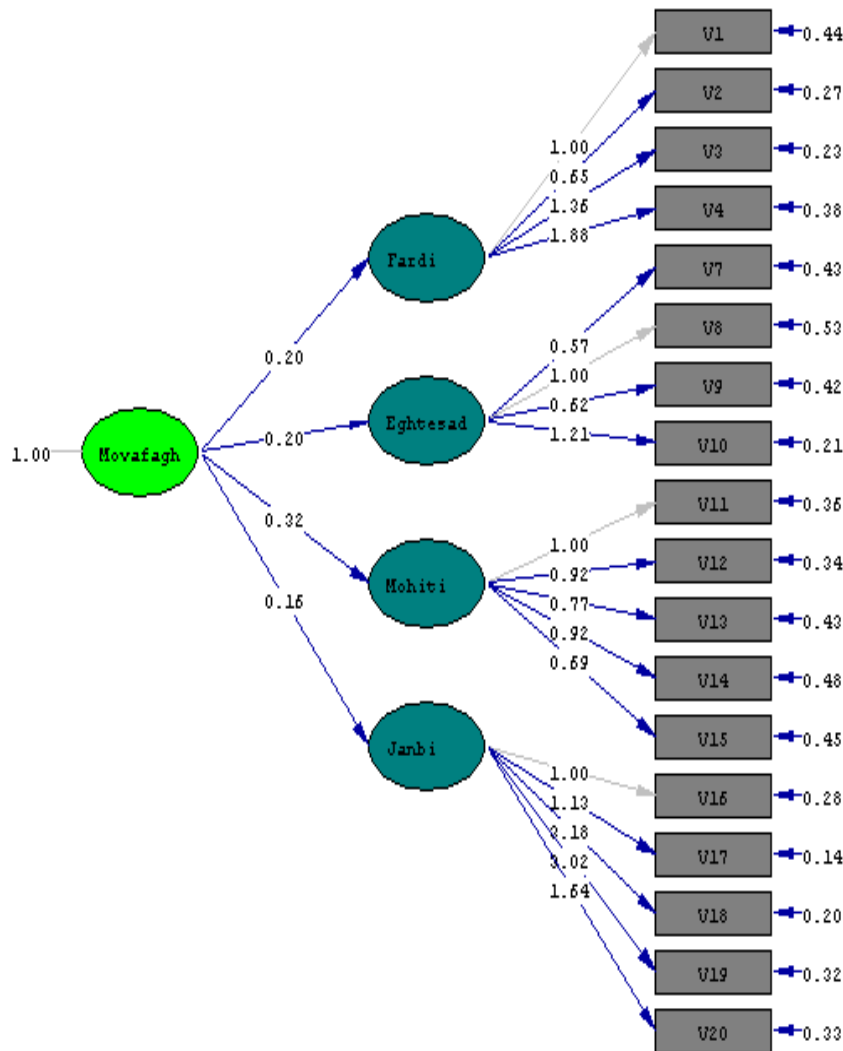 1.00
Movafagh
0.20
0.20
0.32
0.16
Fardi
Eghtesad
Mohiti
Janbi
1.00
0.65
1.36
1.88
0.57
1.00
0.62
1.21
1.00
0.92
0.77
0.92
0.69
1.00
1.13
1.64
V1 0.44
V2 0.27
V3 0.23
V4 0.38
V7 0.43
V8 0.53
V9 0.42
V10 0.21
V11 0.36
V12 0.34
V13 0.43
V14 0.48
V15 0.45
V16 0.28
V17 0.14
V18 0.20
V19 0.32
V20 0.33